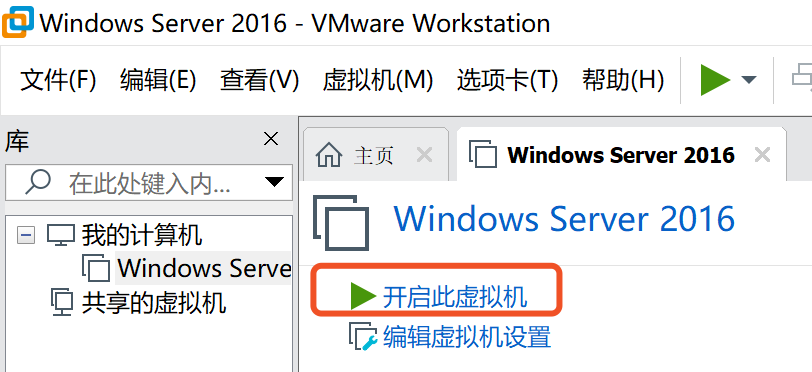 Windows Server 2016 - VMware Workstation
文件(F) 编辑(E) 查看(V) 虚拟机(M) 选项卡(T) 帮助(H)
库
在此处键入内...
我的计算机
Windows Serve
共享的虚拟机
主页
Windows Server 2016
Windows Server 2016
开启此虚拟机
编辑虚拟机设置